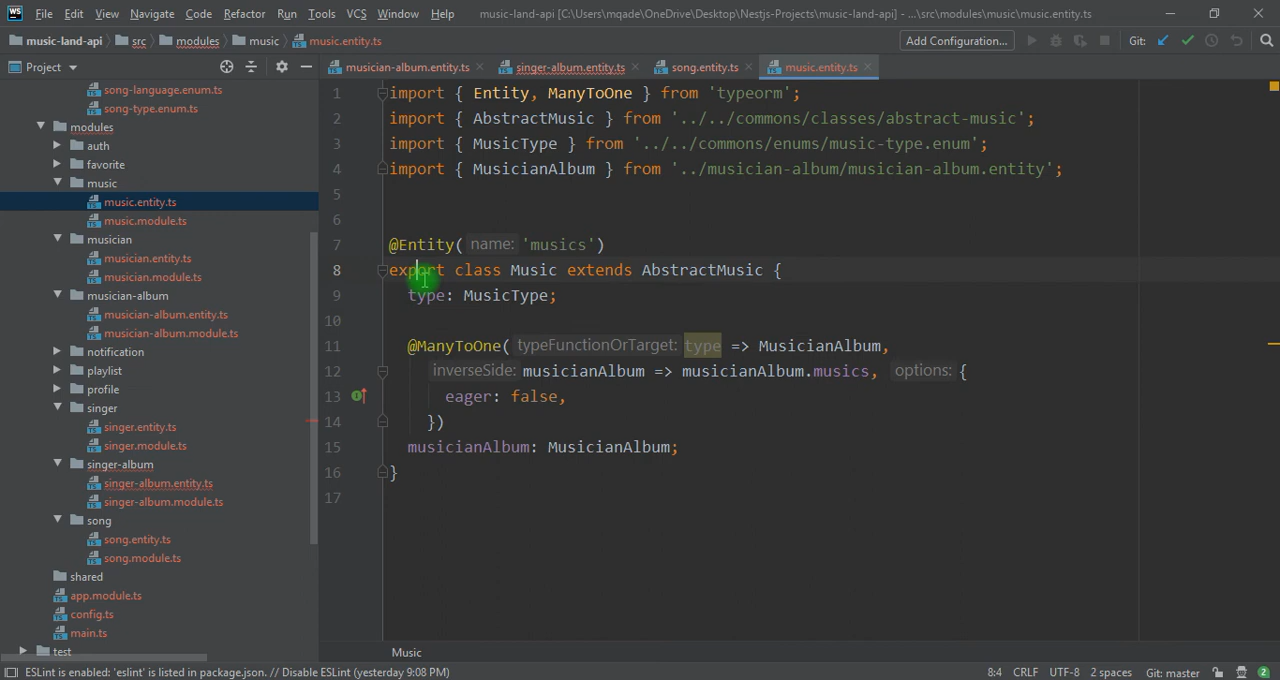 File Edit View Navigate Code Refactor Run Tools VCS Window Help music-land-api [C:\Users\mqade\OneDrive\Desktop\Nestjs-Projects\music-land-api] - ...\src\modules\music\music.entity.ts
music-land-api src modules music music.entity.ts Add Configuration... Git:
Project musician-album.entity.ts singer-album.entity.ts song.entity.ts music.entity.ts
song-language.enum.ts
song-type.enum.ts
modules
auth
favorite
music
music.entity.ts
music.module.ts
musician
musician.entity.ts
musician.module.ts
musician-album
musician-album.entity.ts
musician-album.module.ts
notification
playlist
profile
singer
singer.entity.ts
singer.module.ts
singer-album
singer-album.entity.ts
singer-album.module.ts
song
song.entity.ts
song.module.ts
shared
app.module.ts
config.ts
main.ts
test
1 import { Entity, ManyToOne } from 'typeorm';
2 import { AbstractMusic } from '../../commons/classes/abstract-music';
3 import { MusicType } from '../../commons/enums/music-type.enum';
4 import { MusicianAlbum } from '../musician-album/musician-album.entity';
5
6
7 @Entity( name: 'musics')
8 export class Music extends AbstractMusic {
9 type: MusicType;
10
11 @ManyToOne( typeFunctionOrTarget: type => MusicianAlbum,
12 inverseSide: musicianAlbum => musicianAlbum.musics, options: {
13 eager: false,
14 })
15 musicianAlbum: MusicianAlbum;
16 }
17
Music
ESLint is enabled: 'eslint' is listed in package.json. // Disable ESLint (yesterday 9:08 PM) 8:4 CRLF UTF-8 2 spaces Git: master 2